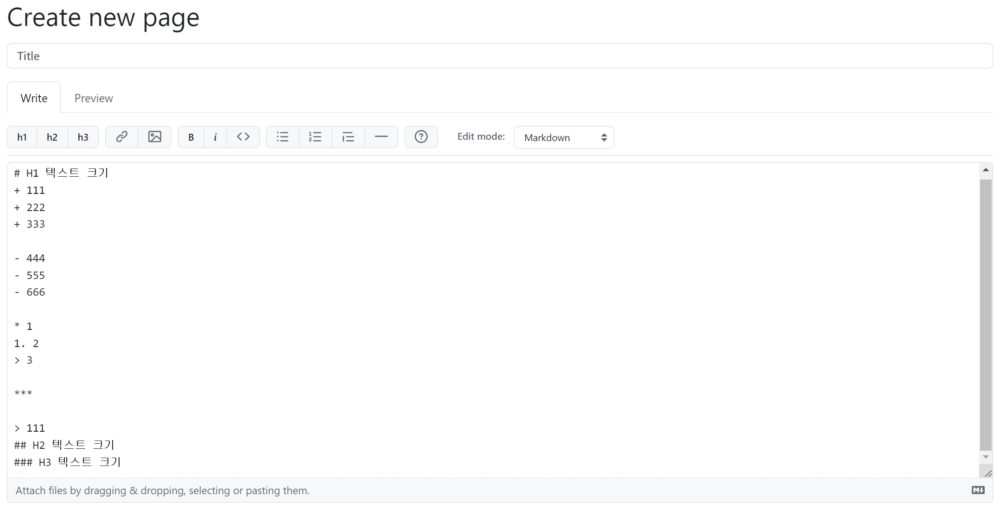 Create new page
Title
Write Preview
h1 h2 h3 B i <> Edit mode: Markdown
# H1 텍스트 크기
+ 111
+ 222
+ 333
- 444
- 555
- 666
* 1
1. 2
> 3
***
> 111
## H2 텍스트 크기
### H3 텍스트 크기
Attach files by dragging & dropping, selecting or pasting them.